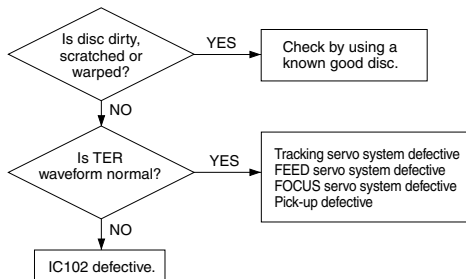 Is disc dirty,
scratched or
warped?
YES
Check by using a
known good disc.
NO
Is TER
waveform normal?
YES
Tracking servo system defective
FEED servo system defective
FOCUS servo system defective
Pick-up defective
NO
IC102 defective.